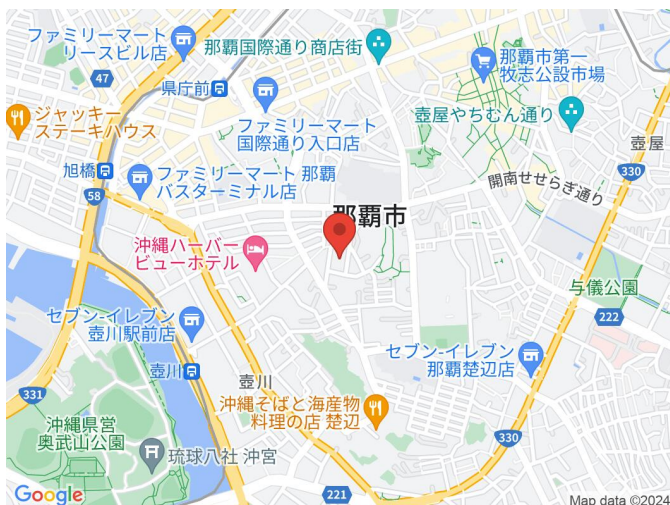 ファミリーマート
リースビル店
那覇国際通り商店街
47
県庁前
那覇市第一
牧志公設市場
ジャッキー
ステーキハウス
ファミリーマート
国際通り入口店
壺屋やちむん通り
壺屋
旭橋
ファミリーマート 那覇
バスターミナル店
330
58
開南せせらぎ通り
那覇市
沖縄ハーバー
ビューホテル
与儀公園
セブン-イレブン
壺川駅前店
222
セブン-イレブン
那覇楚辺店
壺川
壺川
331
沖縄そばと海産物
料理の店 楚辺
沖縄県営
奥武山公園
330
琉球八社 沖宮
221
Google
Map data ©2024